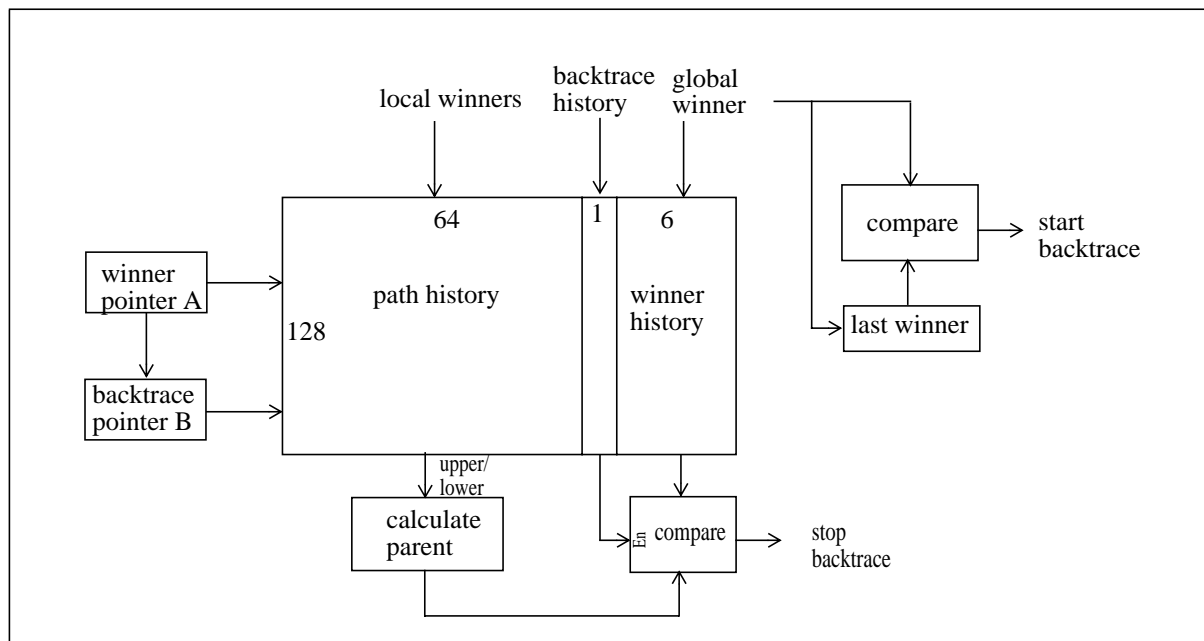 local winners
backtrace
history
global
winner
64
1
6
compare
start
backtrace
winner
pointer A
path history
winner
history
128
last winner
backtrace
pointer B
upper/
lower
calculate
parent
En
compare
stop
backtrace